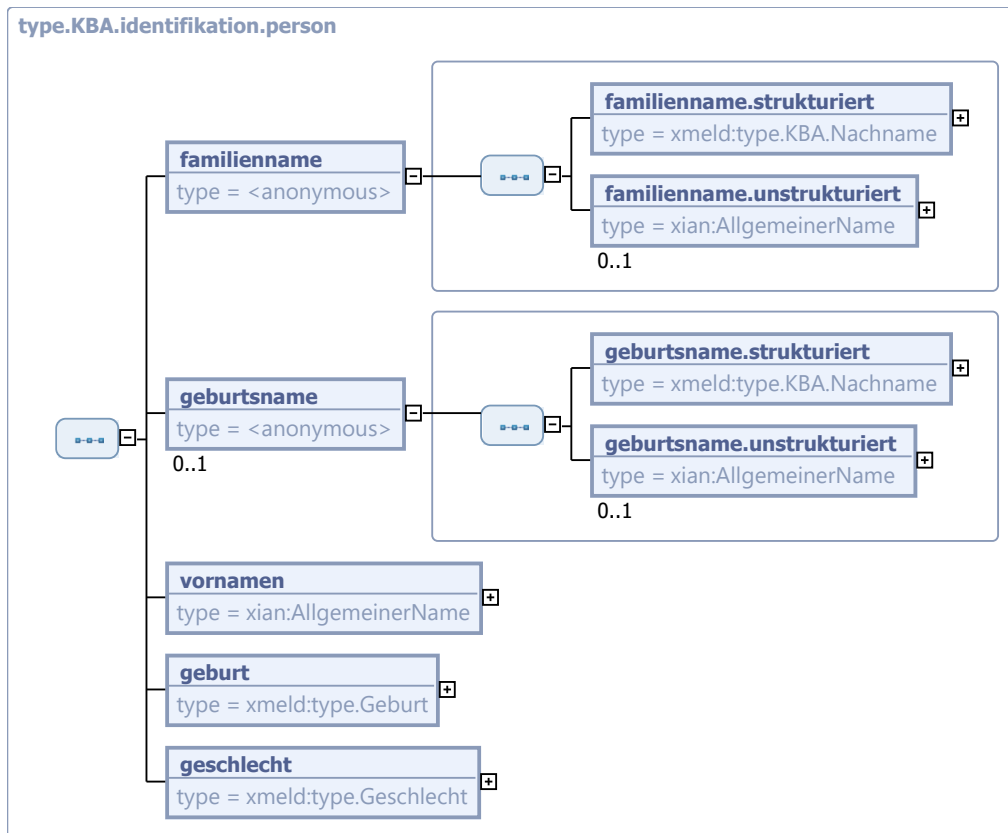 type.KBA.identifikation.person
familienname
type = <anonymous>
familienname.strukturiert
type = xmeld:type.KBA.Nachname
familienname.unstrukturiert
type = xian:AllgemeinerName
0..1
geburtsname
type = <anonymous>
0..1
geburtsname.strukturiert
type = xmeld:type.KBA.Nachname
geburtsname.unstrukturiert
type = xian:AllgemeinerName
0..1
vornamen
type = xian:AllgemeinerName
geburt
type = xmeld:type.Geburt
geschlecht
type = xmeld:type.Geschlecht